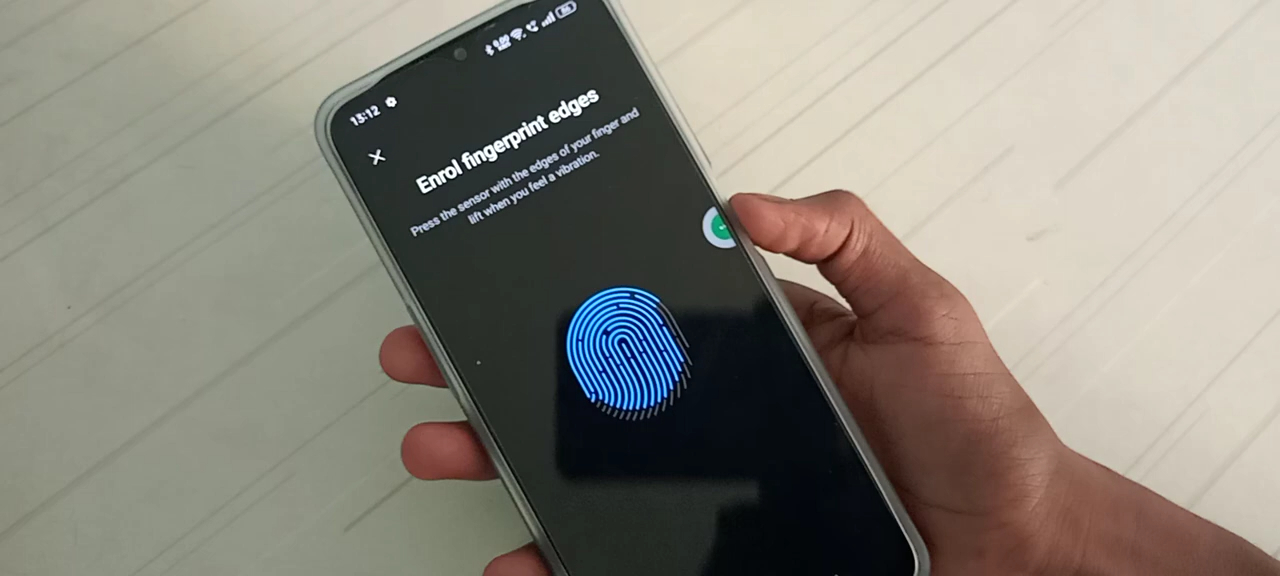 13:12
Enrol fingerprint edges
Press the sensor with the edges of your finger and
lift when you feel a vibration.